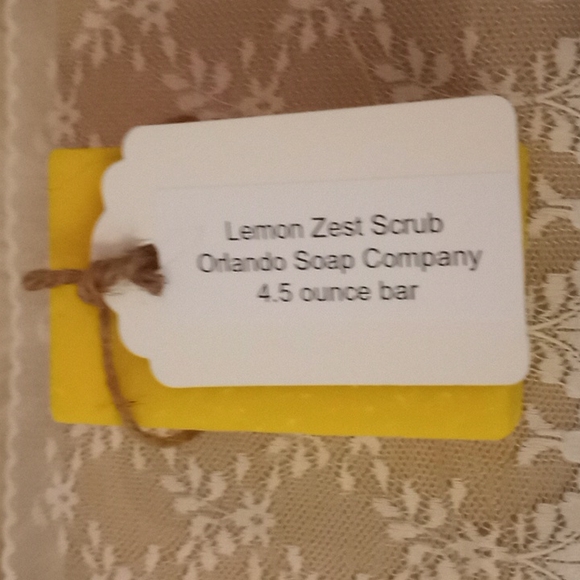 Lemon Zest Scrub
Orlando Soap Company
4.5 ounce bar